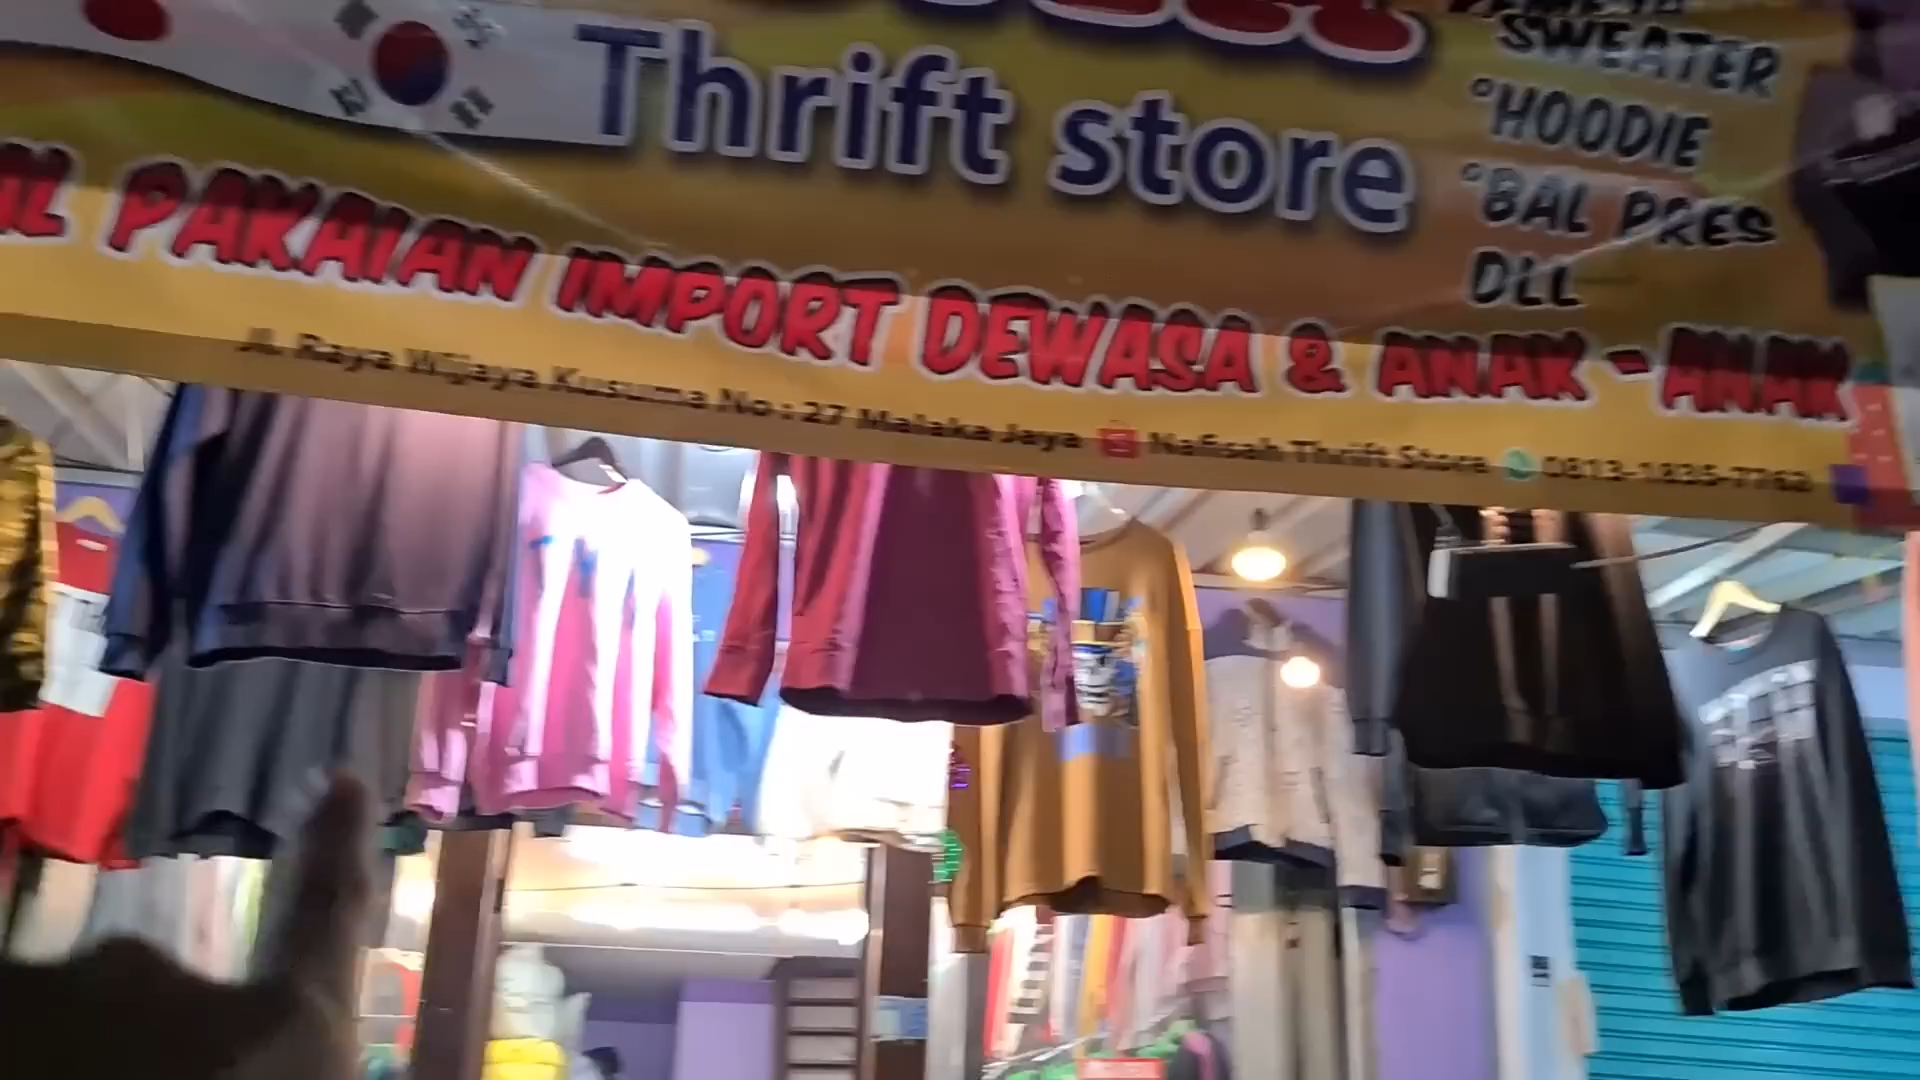 Thrift store
SWEATER
°HOODIE
°BAL PRES
DLL
PAKAIAN IMPORT DEWASA & ANAK - ANAK
JL Raya Wijaya Kusuma No : 27 Malaka Jaya Nafisah Thrift Store 0813-1835-7762